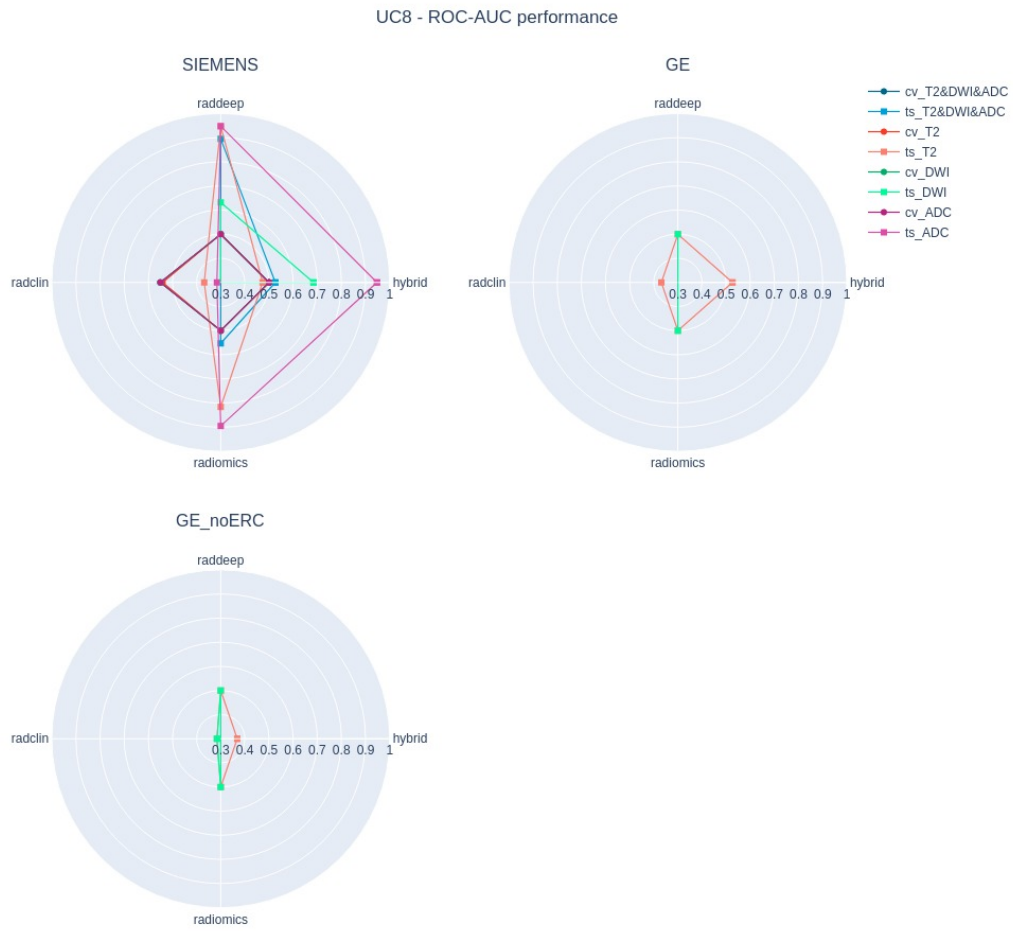 UC8 - ROC-AUC performance
SIEMENS
raddeep
radclin
hybrid
0.3 0.4 0.5 0.6 0.7 0.8 0.9 1
radiomics
GE
raddeep
hybrid
0.3 0.4 0.5 0.6 0.7 0.8 0.9 1
radiomics
cv_T2&DWI&ADC
ts_T2&DWI&ADC
cv_T2
ts_T2
cv_DWI
ts_DWI
cv_ADC
ts_ADC
radclin
GE_noERC
raddeep
radclin
hybrid
0.3 0.4 0.5 0.6 0.7 0.8 0.9 1
radiomics